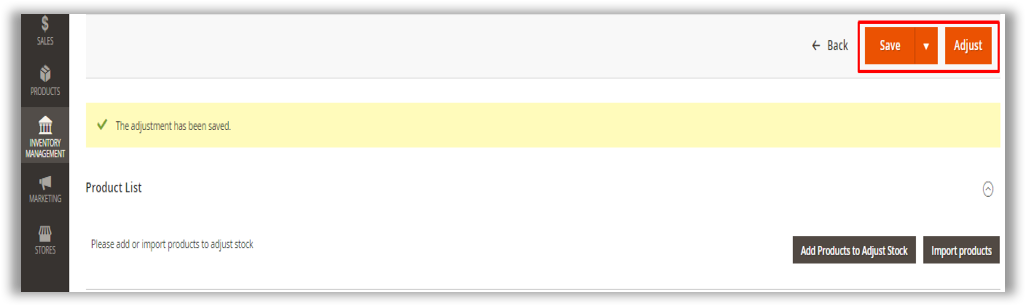 $
SALES
PRODUCTS
INVENTORY
MANAGEMENT
MARKETING
STORES
← Back
Save
▼
Adjust
The adjustment has been saved.
Product List
Please add or import products to adjust stock
Add Products to Adjust Stock
Import products